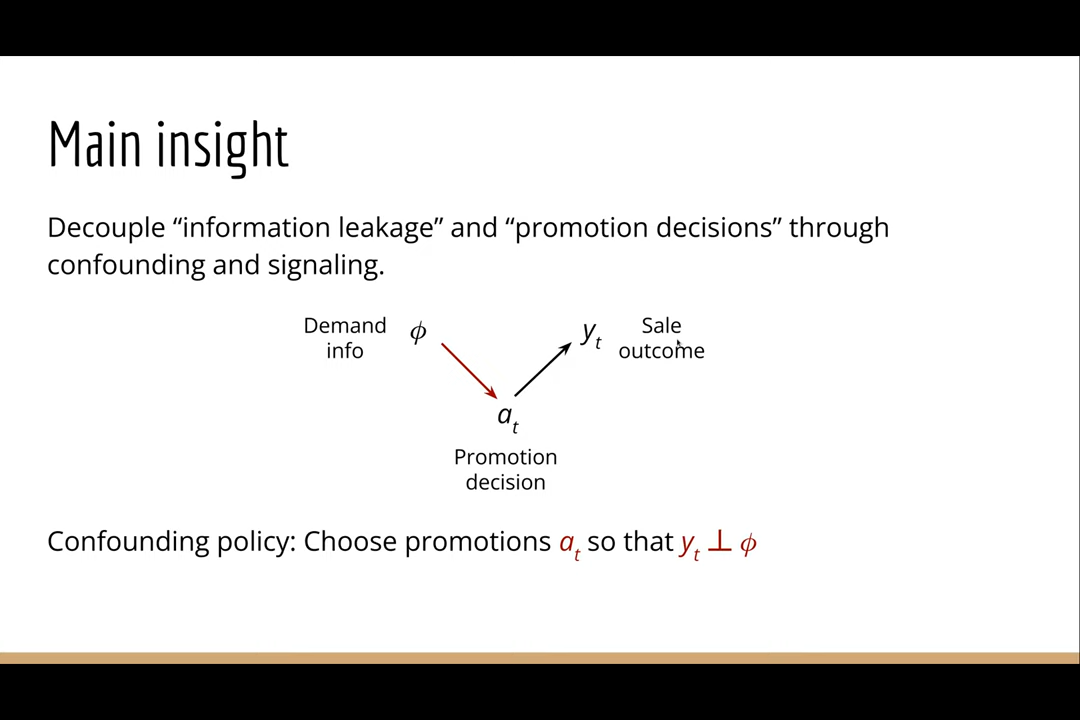 Main insight
Decouple “information leakage” and “promotion decisions” through
confounding and signaling.
Demand info ϕ
y_t Sale outcome
a_t
Promotion
decision
Confounding policy: Choose promotions a_t so that y_t ⊥ ϕ